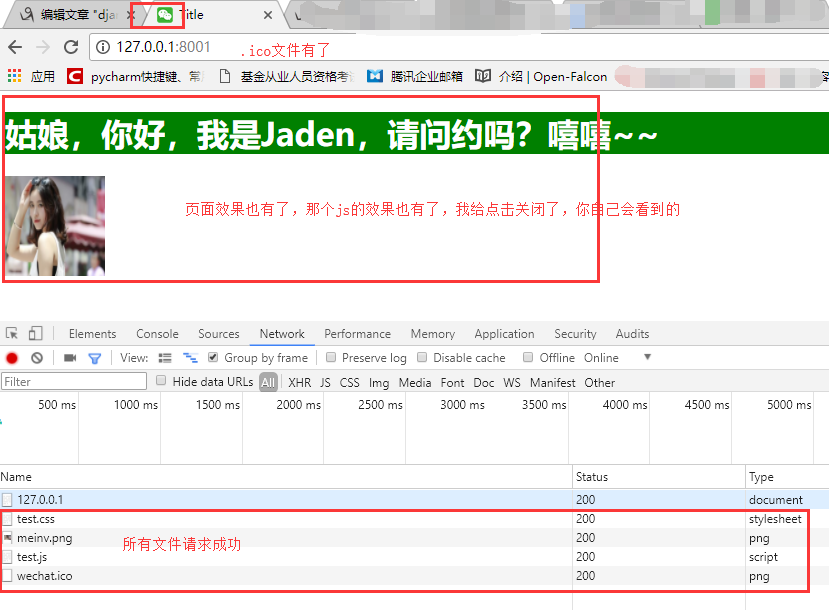 编辑文章 "dja
Title
127.0.0.1:8001
.ico文件有了
应用 pycharm快捷键、常 基金从业人员资格考 腾讯企业邮箱 介绍 | Open-Falcon
姑娘，你好，我是Jaden，请问约吗？嘻嘻~~
页面效果也有了，那个js的效果也有了，我给点击关闭了，你自己会看到的
Elements Console Sources Network Performance Memory Application Security Audits
View: Group by frame Preserve log Disable cache Offline Online
Filter Hide data URLs All XHR JS CSS Img Media Font Doc WS Manifest Other
500 ms 1000 ms 1500 ms 2000 ms 2500 ms 3000 ms 3500 ms 4000 ms 4500 ms 5000 ms
Name Status Type
127.0.0.1 200 document
test.css 200 stylesheet
meinv.png 200 png
所有文件请求成功
test.js 200 script
wechat.ico 200 png